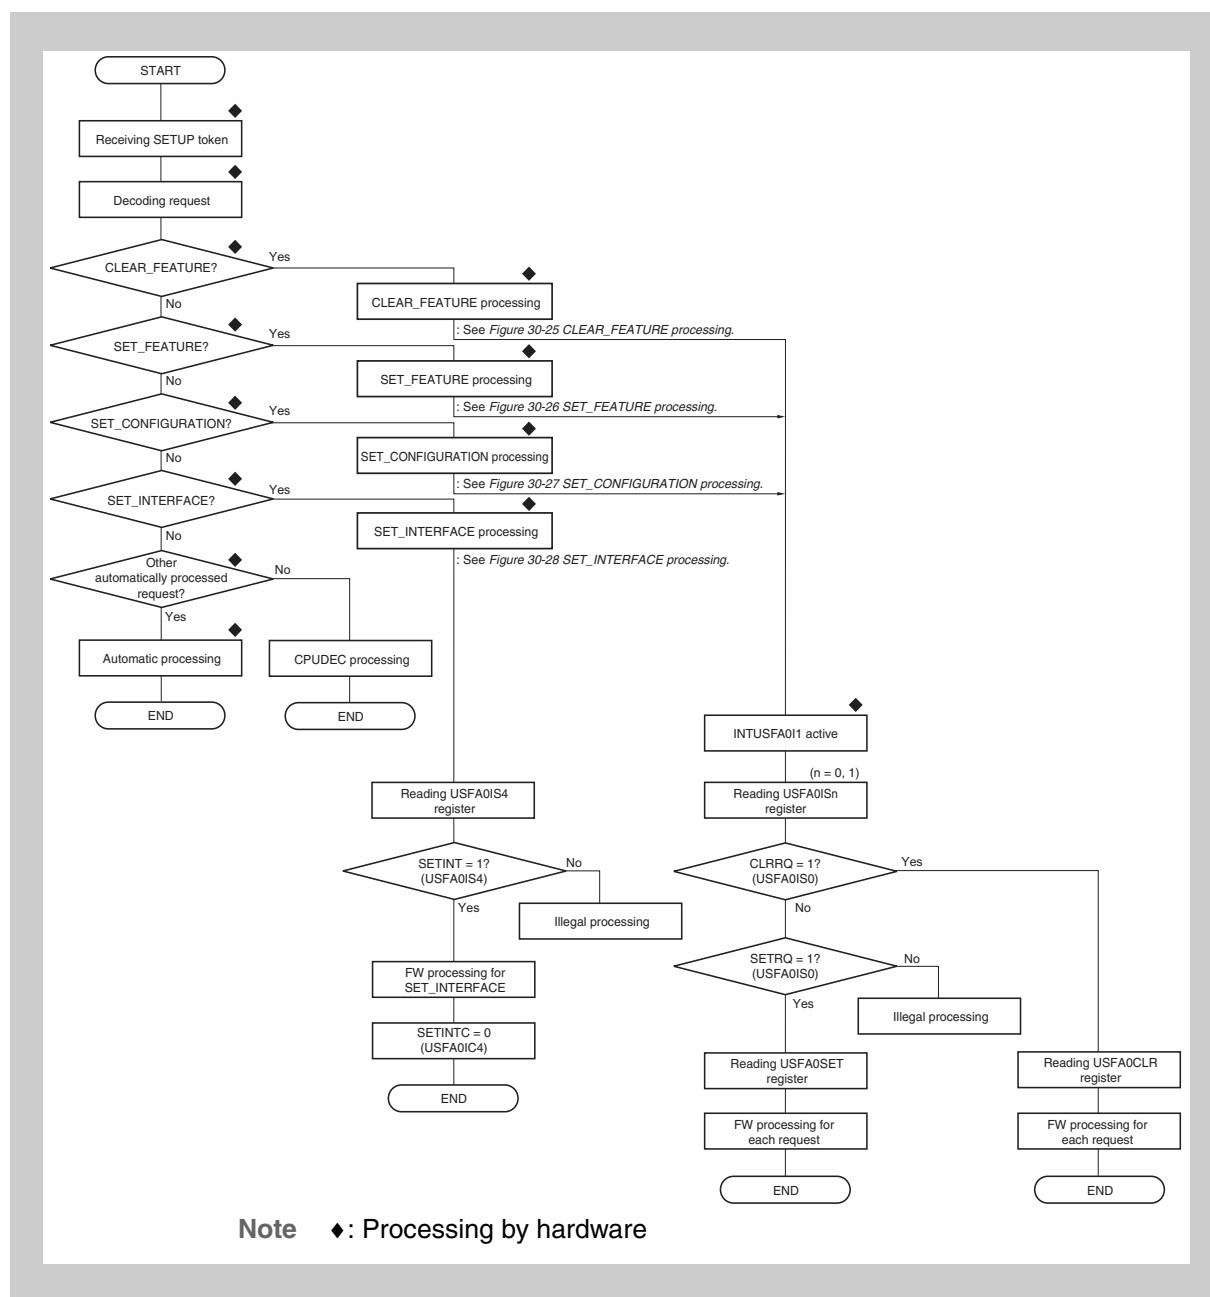 START
Receiving SETUP token
Decoding request
CLEAR_FEATURE?
Yes
No
CLEAR_FEATURE processing
: See Figure 30-25 CLEAR_FEATURE processing.
SET_FEATURE?
Yes
No
SET_FEATURE processing
: See Figure 30-26 SET_FEATURE processing.
SET_CONFIGURATION?
Yes
No
SET_CONFIGURATION processing
: See Figure 30-27 SET_CONFIGURATION processing.
SET_INTERFACE?
Yes
No
SET_INTERFACE processing
: See Figure 30-28 SET_INTERFACE processing.
Other
automatically processed
request?
No
Yes
Automatic processing
CPUDEC processing
END
END
INTUSFA0I1 active
(n = 0, 1)
Reading USFA0IS4
register
Reading USFA0ISn
register
SETINT = 1?
(USFA0IS4)
No
Yes
Illegal processing
CLRRQ = 1?
(USFA0IS0)
Yes
No
SETRQ = 1?
(USFA0IS0)
No
Yes
Illegal processing
FW processing for
SET_INTERFACE
SETINTC = 0
(USFA0IC4)
END
Reading USFA0SET
register
Reading USFA0CLR
register
FW processing for
each request
FW processing for
each request
END
END
Note ♦: Processing by hardware